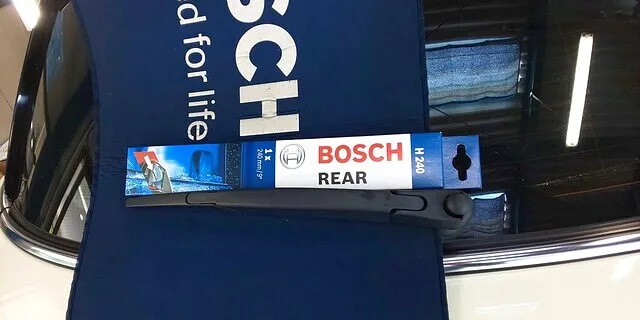 SCH
d for life
1 x
240 mm / 9"
BOSCH
REAR
H 240